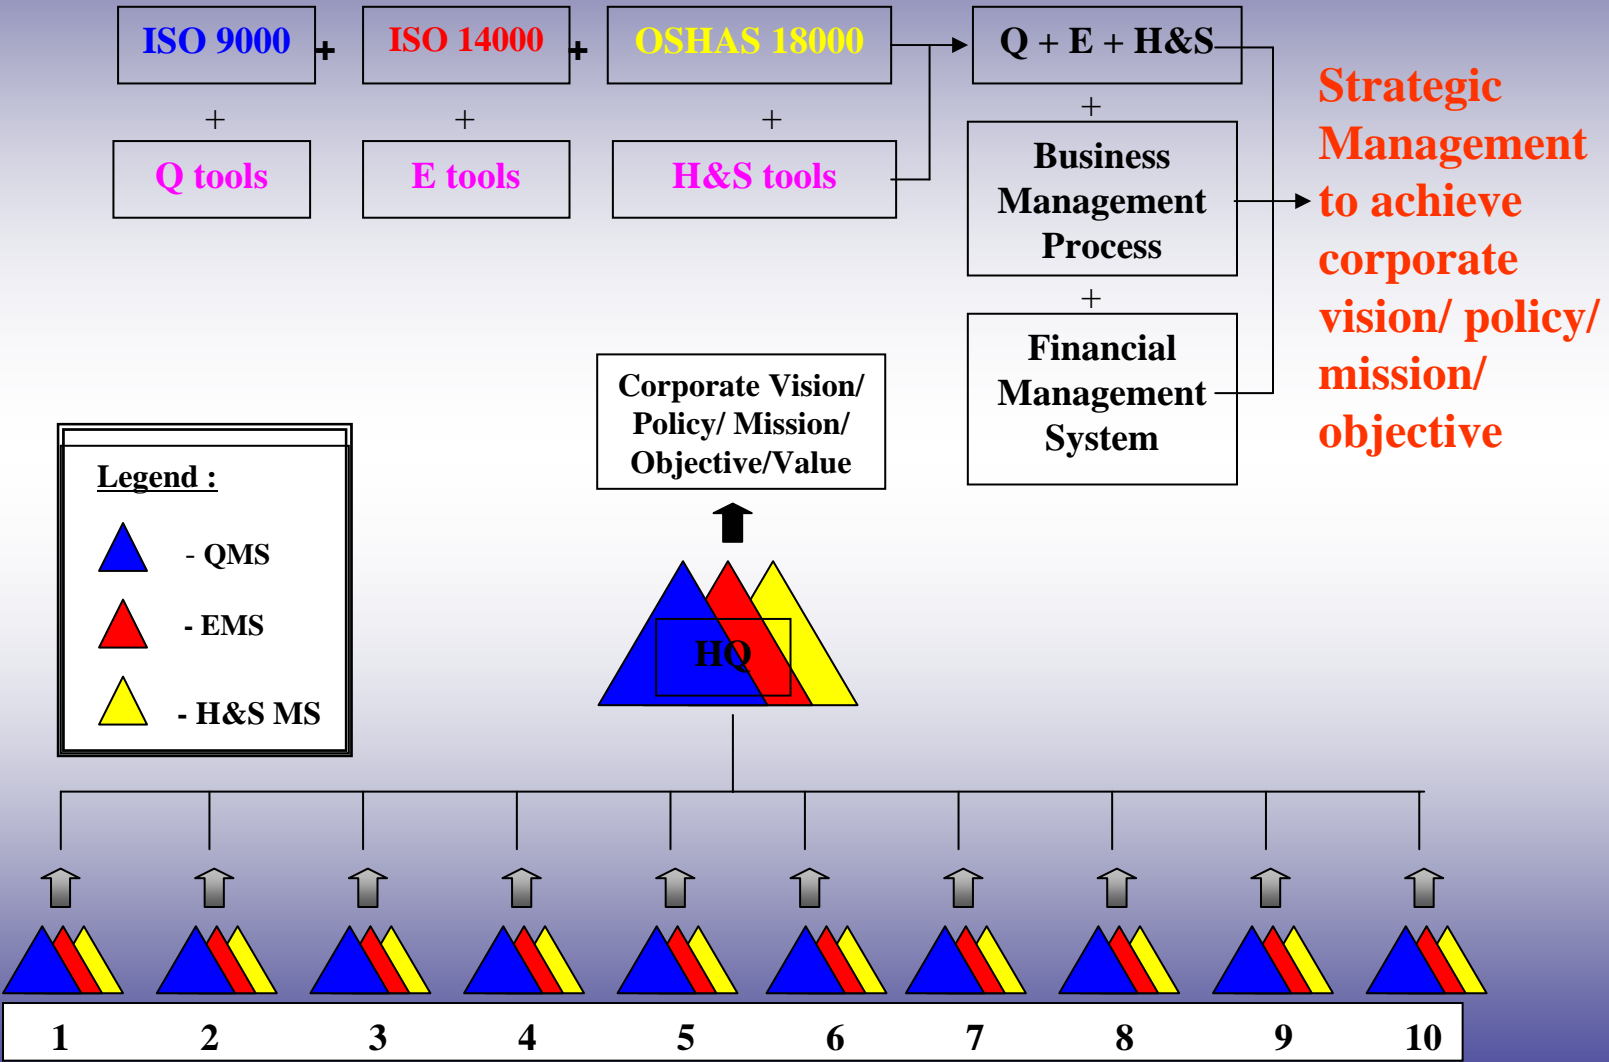 ISO 9000 + ISO 14000 + OSHAS 18000
Q + E + H&S
+ + +
Q tools
E tools
H&S tools
+
Business
Management
Process
+
Financial
Management
System
Strategic
Management
to achieve
corporate
vision/ policy/
mission/
objective
Corporate Vision/
Policy/ Mission/
Objective/Value
Legend :
- QMS
- EMS
- H&S MS
HQ
1 2 3 4 5 6 7 8 9 10